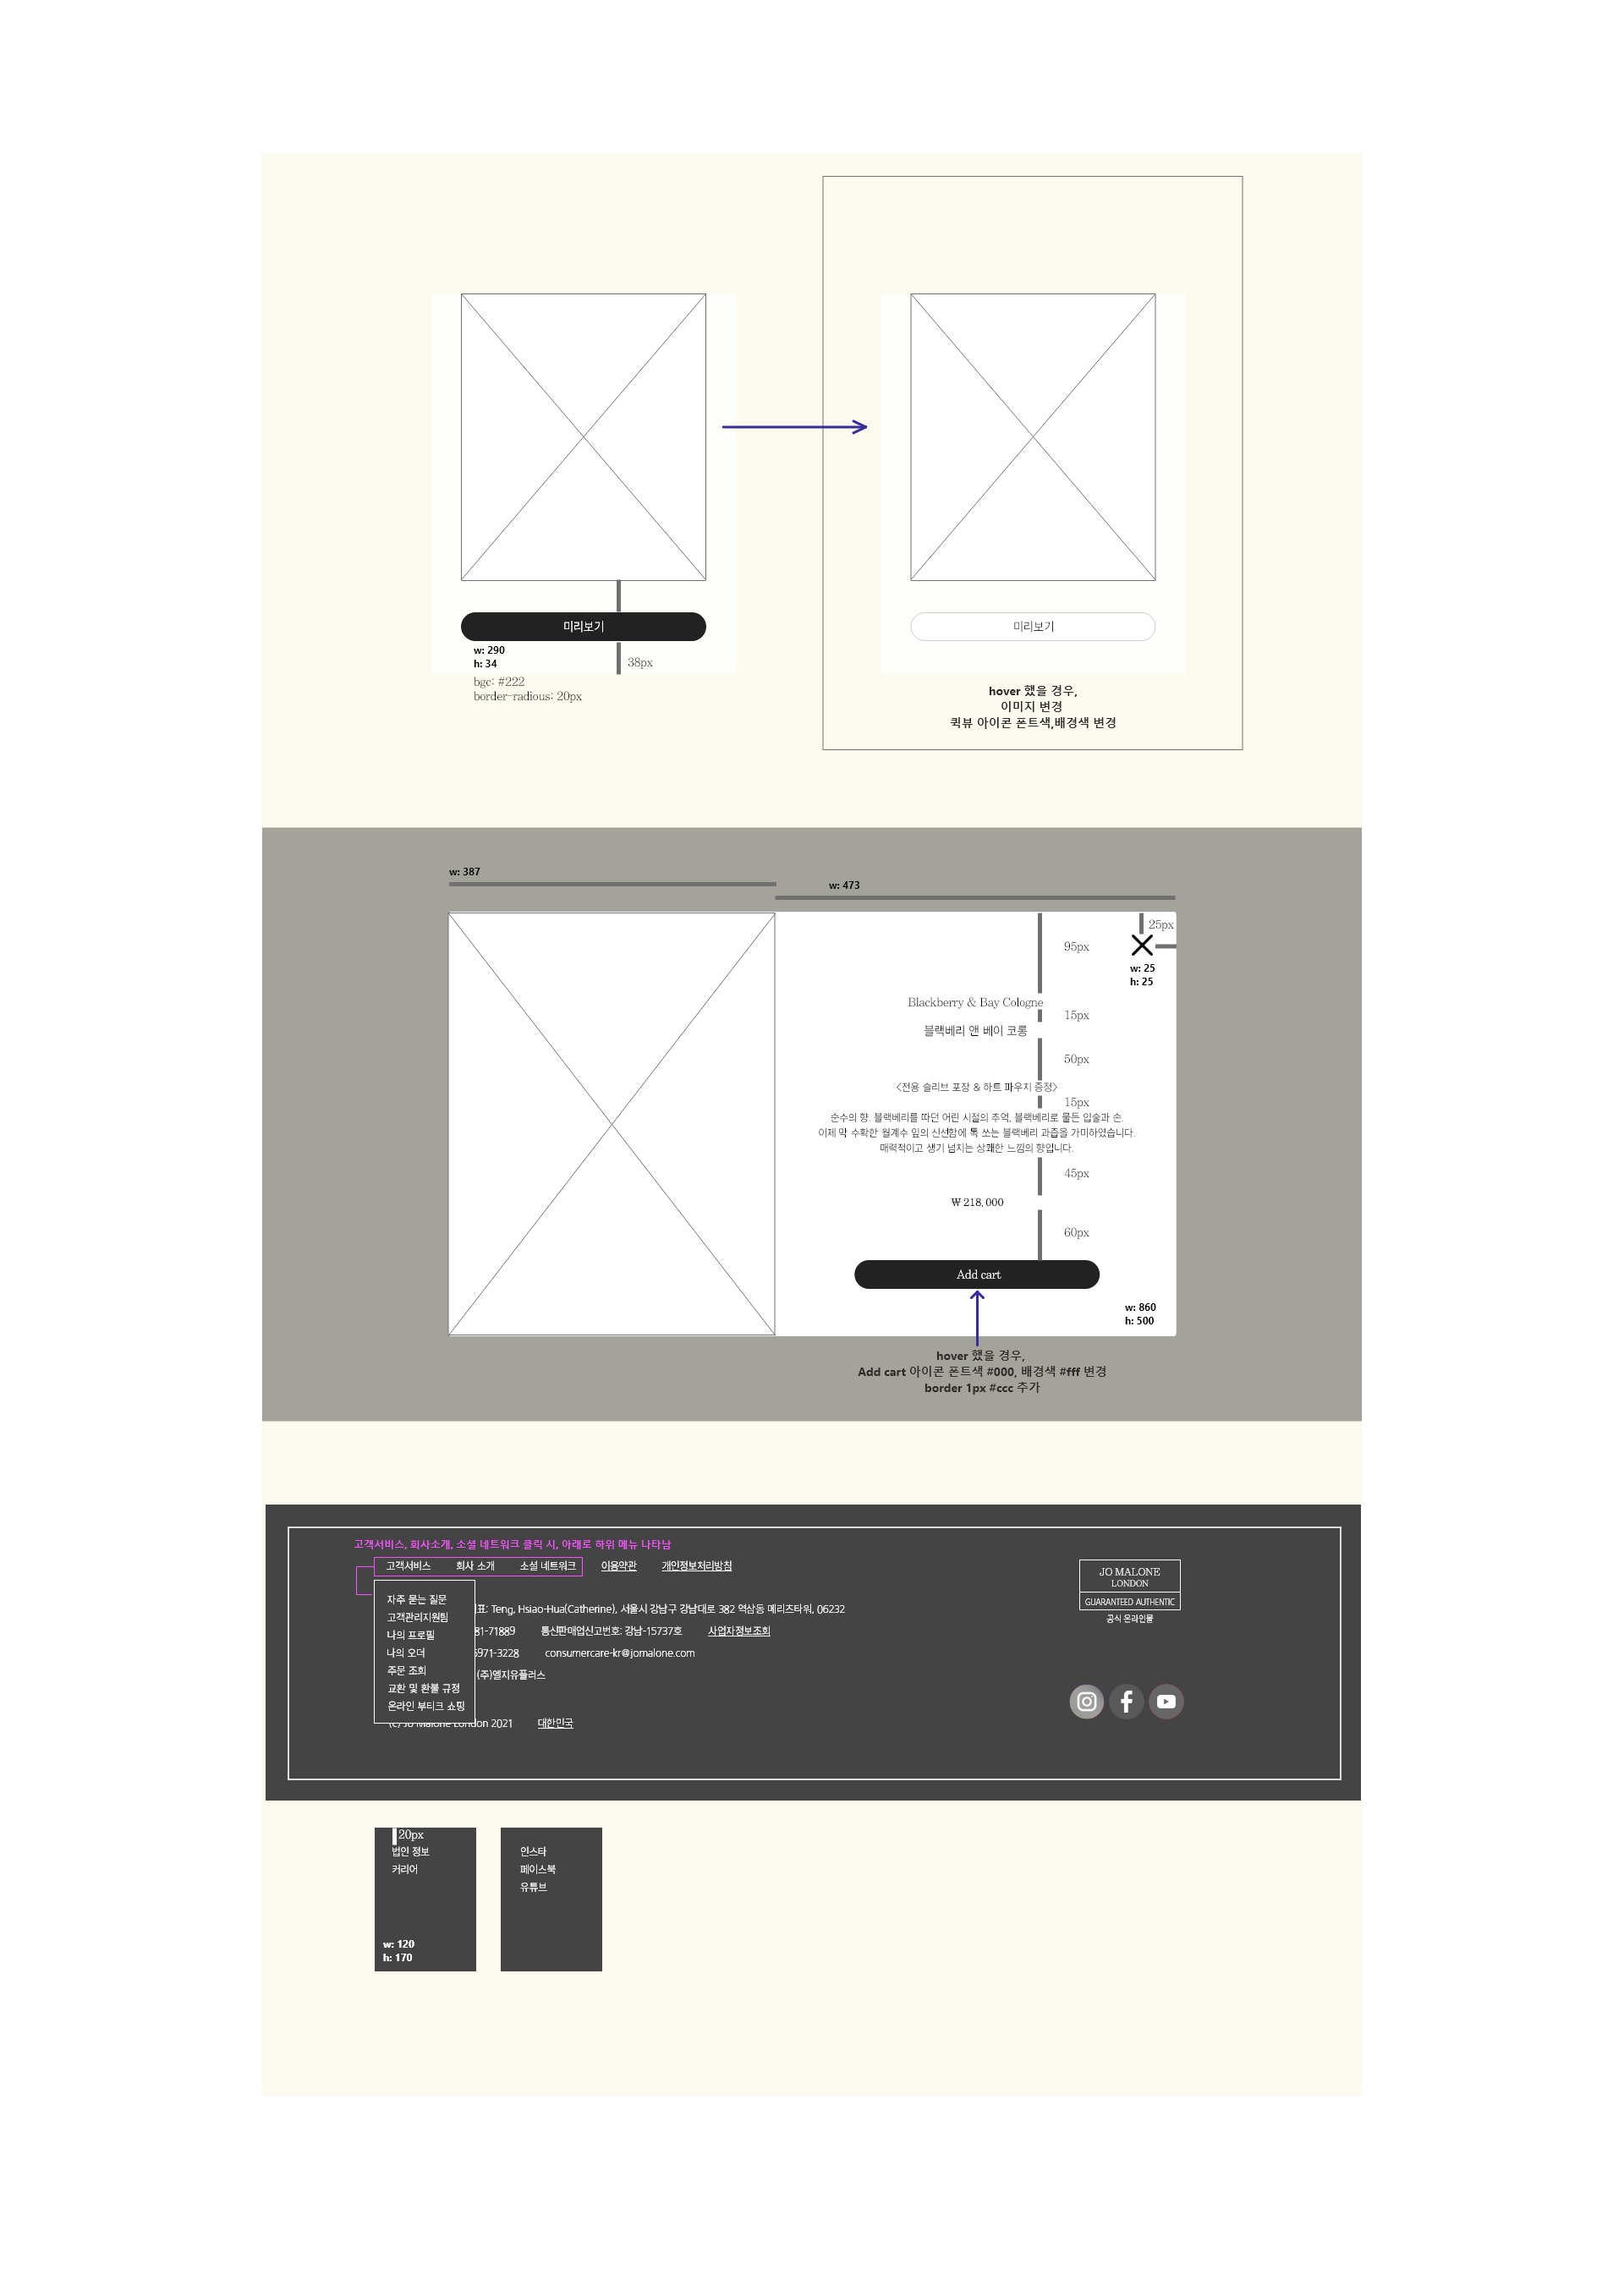 미리보기
w: 290
h: 34
38px
bgc: #222
border-radious: 20px
미리보기
hover 했을 경우,
이미지 변경
퀵뷰 아이콘 폰트색,배경색 변경
w: 387
w: 473
25px
95px
w: 25
h: 25
Blackberry & Bay Cologne
15px
블랙베리 앤 베이 코롱
50px
<전용 슬리브 포장 & 하트 파우치 증정>
15px
순수의 향. 블랙베리를 따던 어린 시절의 추억, 블랙베리로 물든 입술과 손.
이제 막 수확한 월계수 잎의 신선함에 톡 쏘는 블랙베리 과즙을 가미하였습니다.
매력적이고 생기 넘치는 상쾌한 느낌의 향입니다.
45px
₩ 218,000
60px
Add cart
w: 860
h: 500
hover 했을 경우,
Add cart 아이콘 폰트색 #000, 배경색 #fff 변경
border 1px #ccc 추가
고객서비스, 회사소개, 소셜 네트워크 클릭 시, 아래로 하위 메뉴 나타남
고객서비스 회사 소개 소셜 네트워크 이용약관 개인정보처리방침
자주 묻는 질문
고객관리지원팀
나의 프로필
나의 오더
주문 조회
교환 및 환불 규정
온라인 부티크 쇼핑
표: Teng, Hsiao-Hua(Catherine), 서울시 강남구 강남대로 382 역삼동 메리츠타워, 06232
81-71889 통신판매업신고번호: 강남-15737호 사업자정보조회
6971-3228 consumercare-kr@jomalone.com
(주)엘지유플러스
(c) Jo Malone London 2021 대한민국
JO MALONE
LONDON
GUARANTEED AUTHENTIC
공식 온라인몰
20px
법인 정보
커리어
w: 120
h: 170
인스타
페이스북
유튜브